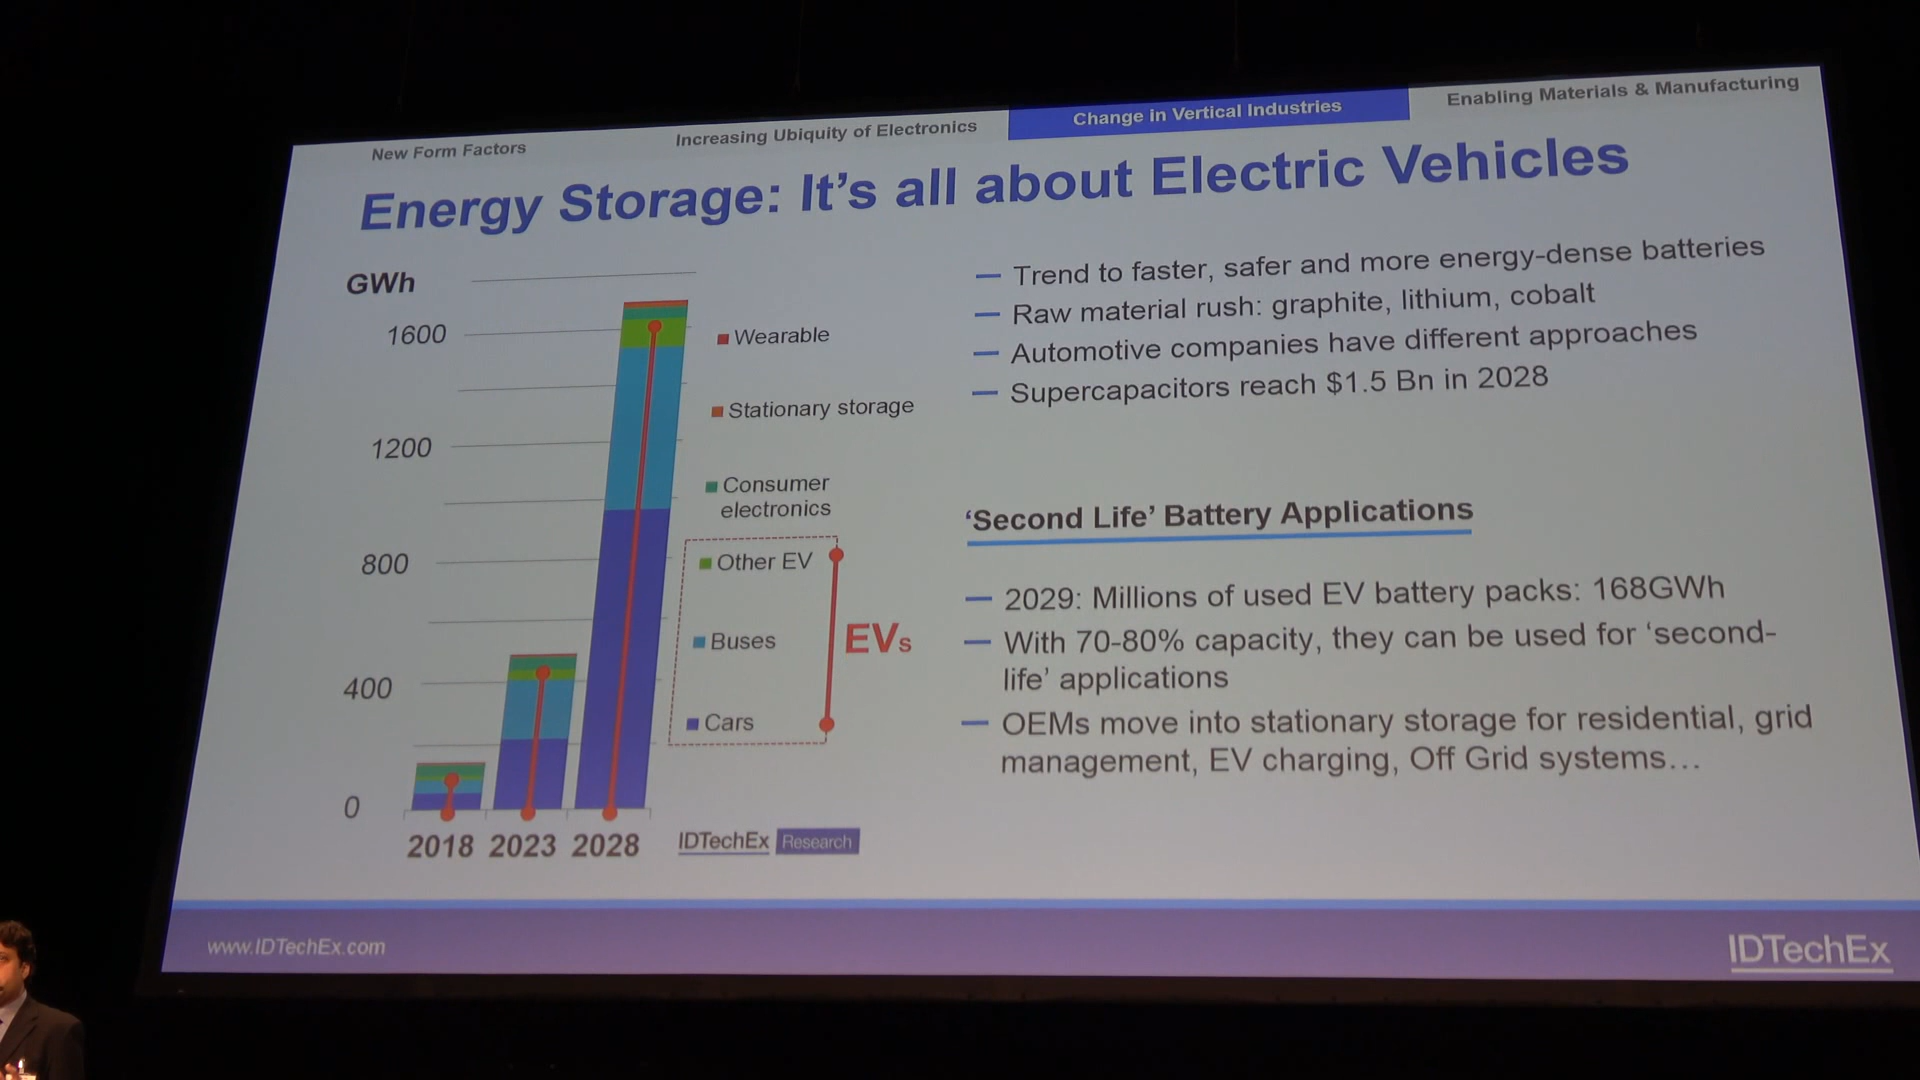 New Form Factors
Increasing Ubiquity of Electronics
Change in Vertical Industries
Enabling Materials & Manufacturing
Energy Storage: It's all about Electric Vehicles
GWh
1600
1200
800
400
0
2018 2023 2028
Wearable
Stationary storage
Consumer
electronics
Other EV
Buses
Cars
EVs
IDTechEx Research
— Trend to faster, safer and more energy-dense batteries
— Raw material rush: graphite, lithium, cobalt
— Automotive companies have different approaches
— Supercapacitors reach $1.5 Bn in 2028
‘Second Life’ Battery Applications
— 2029: Millions of used EV battery packs: 168GWh
— With 70-80% capacity, they can be used for ‘second-
life’ applications
— OEMs move into stationary storage for residential, grid
management, EV charging, Off Grid systems…
www.IDTechEx.com
IDTechEx